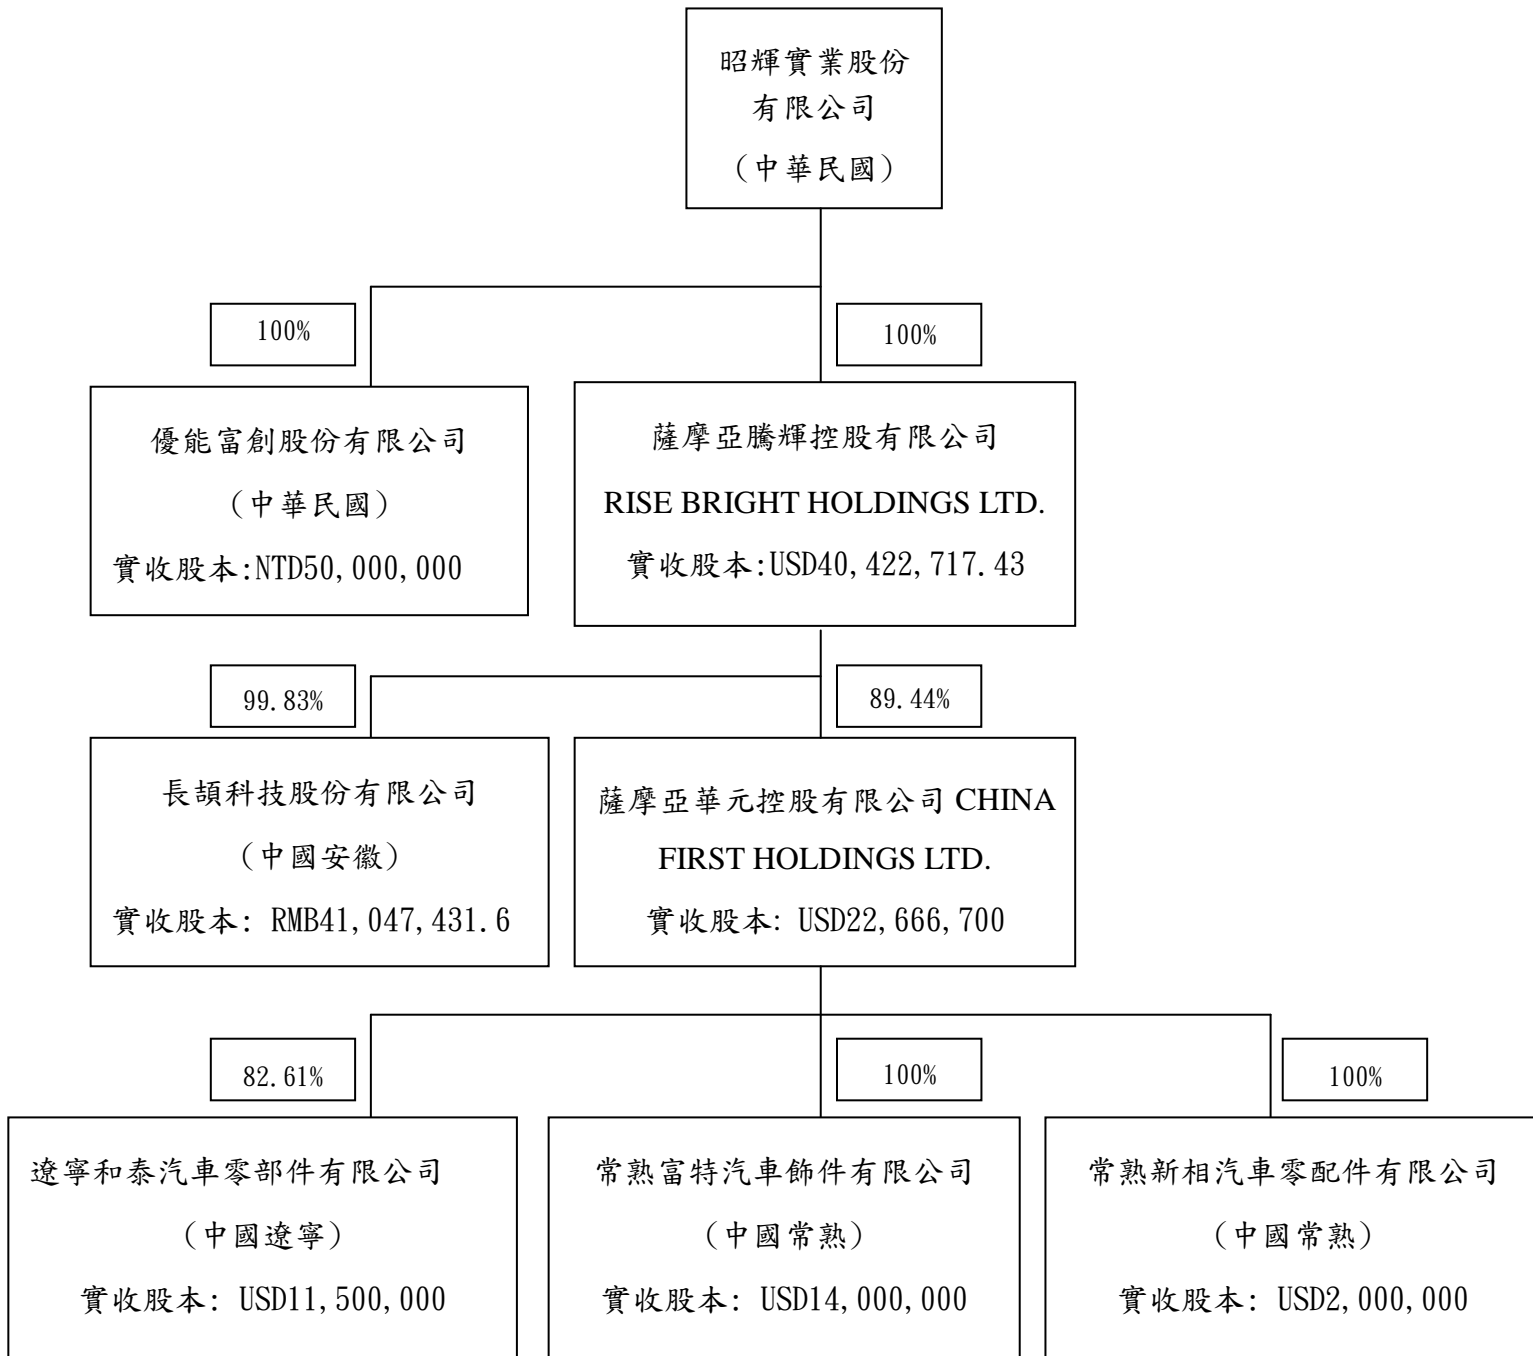 昭輝實業股份
有限公司
（中華民國）
100%
100%
優能富創股份有限公司
（中華民國）
實收股本:NTD50,000,000
薩摩亞騰輝控股有限公司
RISE BRIGHT HOLDINGS LTD.
實收股本:USD40,422,717.43
99.83%
89.44%
長頡科技股份有限公司
（中國安徽）
實收股本: RMB41,047,431.6
薩摩亞華元控股有限公司 CHINA
FIRST HOLDINGS LTD.
實收股本: USD22,666,700
82.61%
100%
100%
遼寧和泰汽車零部件有限公司
（中國遼寧）
實收股本: USD11,500,000
常熟富特汽車飾件有限公司
（中國常熟）
實收股本: USD14,000,000
常熟新相汽車零配件有限公司
（中國常熟）
實收股本: USD2,000,000